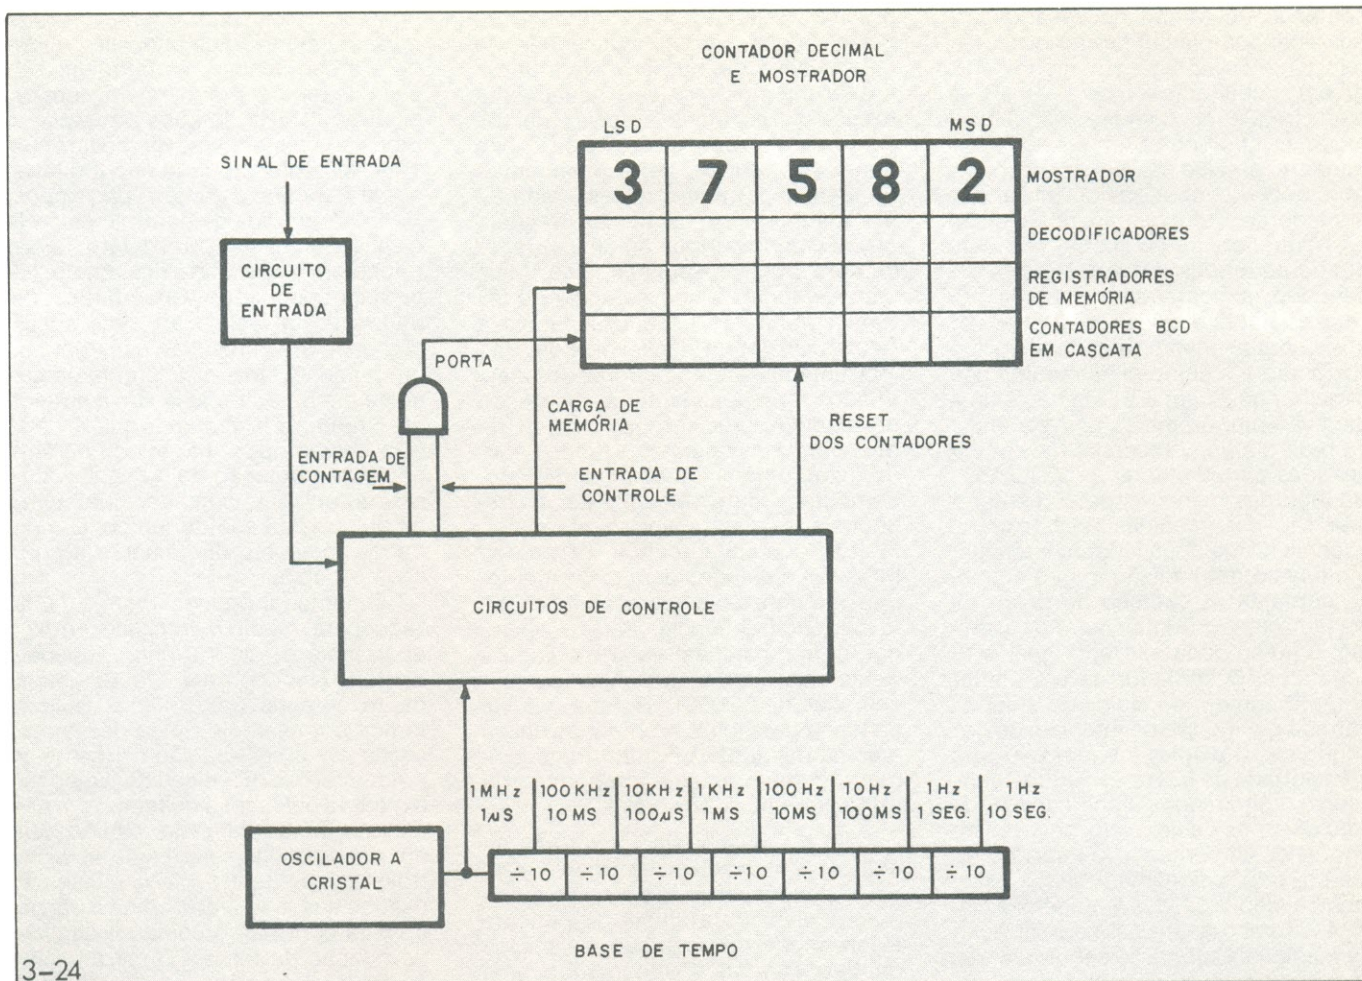 CONTADOR DECIMAL
E MOSTRADOR
LSD
MSD
SINAL DE ENTRADA
3 7 5 8 2
MOSTRADOR
DECODIFICADORES
CIRCUITO
DE
ENTRADA
REGISTRADORES
DE MEMÓRIA
CONTADORES BCD
EM CASCATA
PORTA
CARGA DE
MEMÓRIA
RESET
DOS CONTADORES
ENTRADA DE
CONTAGEM
ENTRADA DE
CONTROLE
CIRCUITOS DE CONTROLE
1MHz 100KHz 10KHz 1KHz 100Hz 10Hz 1Hz 1Hz
1µS 10MS 100µS 1MS 10MS 100MS 1 SEG. 10 SEG.
OSCILADOR A
CRISTAL
÷10 ÷10 ÷10 ÷10 ÷10 ÷10 ÷10
BASE DE TEMPO
3-24